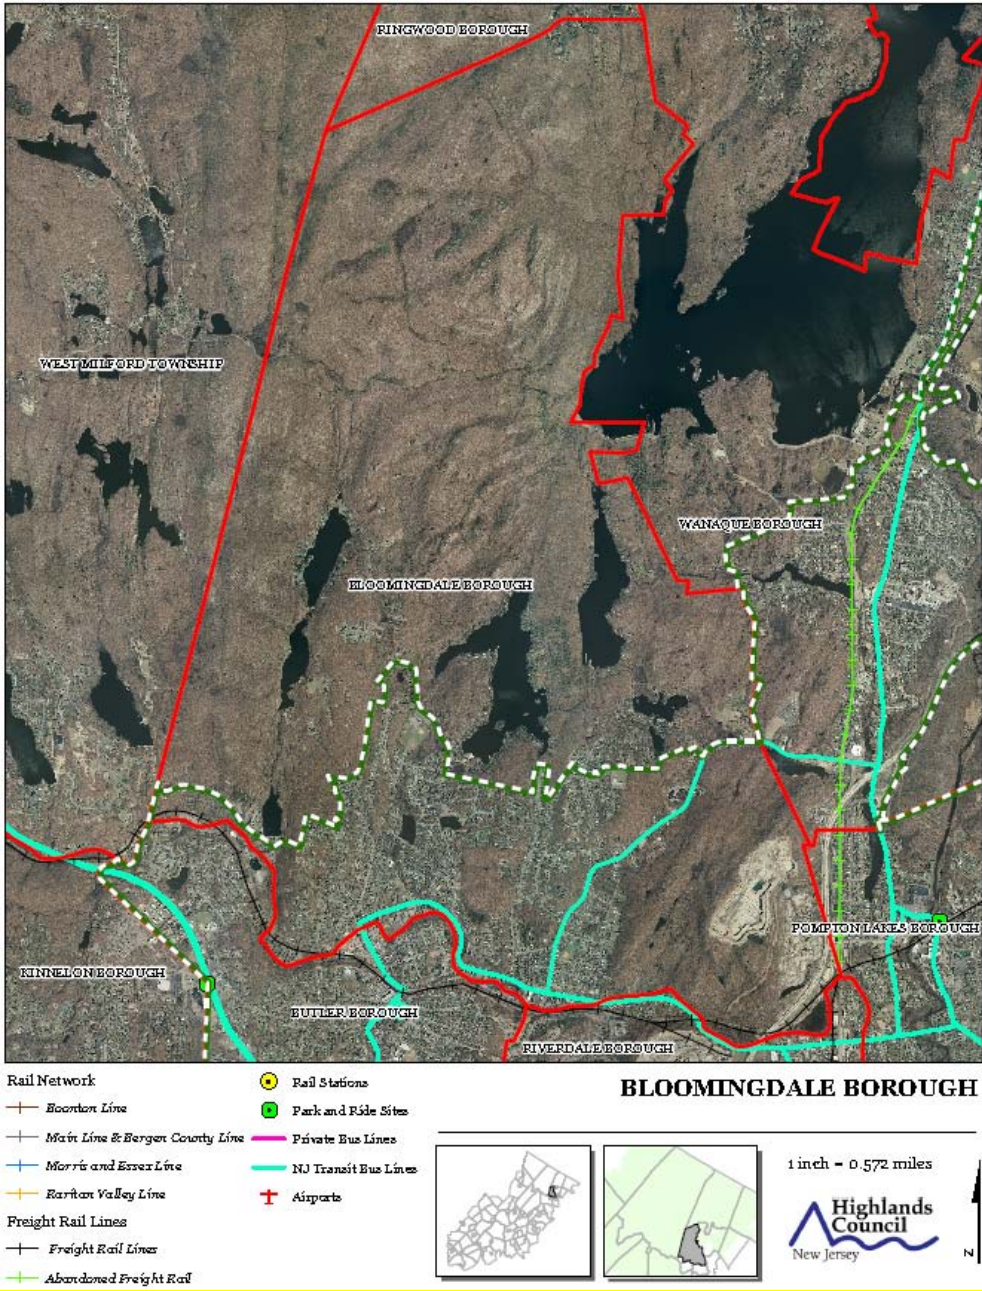 RINGWOOD BOROUGH
WEST MILFORD TOWNSHIP
WANAQUE BOROUGH
BLOOMINGDALE BOROUGH
POMPTON LAKES BOROUGH
KINNELON BOROUGH
BUTLER BOROUGH
RIVERDALE BOROUGH
Rail Network
Boonton Line
Main Line & Bergen County Line
Morris and Essex Line
Raritan Valley Line
Freight Rail Lines
Freight Rail Lines
Abandoned Freight Rail
Rail Stations
Park and Ride Sites
Private Bus Lines
NJ Transit Bus Lines
Airports
BLOOMINGDALE BOROUGH
1 inch = 0.572 miles
Highlands
Council
New Jersey
N